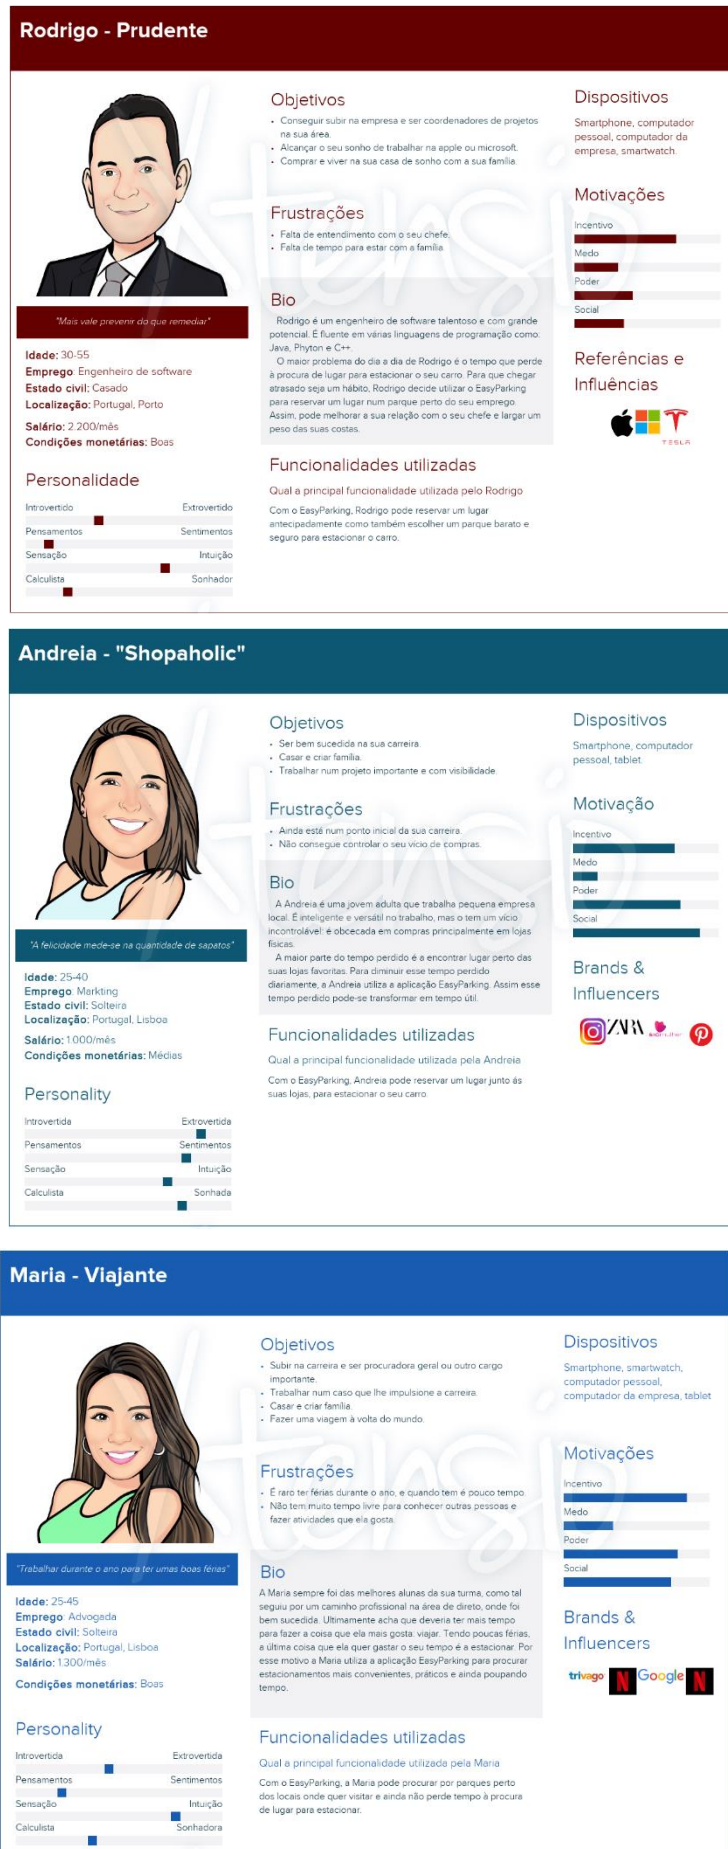 Rodrigo - Prudente
"Mais vale prevenir do que remediar"
Idade: 30-55
Emprego: Engenheiro de software
Estado civil: Casado
Localização: Portugal, Porto
Salário: 2.200/mês
Condições monetárias: Boas
Personalidade
Introvertido Extrovertido
Pensamentos Sentimentos
Sensação Intuição
Calculista Sonhador
Objetivos
• Conseguir subir na empresa e ser coordenadores de projetos
na sua área.
• Alcançar o seu sonho de trabalhar na apple ou microsoft.
• Comprar e viver na sua casa de sonho com a sua família.
Frustrações
• Falta de entendimento com o seu chefe.
• Falta de tempo para estar com a família.
Bio
Rodrigo é um engenheiro de software talentoso e com grande
potencial. É fluente em várias linguagens de programação como:
Java, Phyton e C++.
O maior problema do dia a dia de Rodrigo é o tempo que perde
à procura de lugar para estacionar o seu carro. Para que chegar
atrasado seja um hábito, Rodrigo decide utilizar o EasyParking
para reservar um lugar num parque perto do seu emprego.
Assim, pode melhorar a sua relação com o seu chefe e largar um
peso das suas costas.
Funcionalidades utilizadas
Qual a principal funcionalidade utilizada pelo Rodrigo
Com o EasyParking, Rodrigo pode reservar um lugar
antecipadamente como também escolher um parque barato e
seguro para estacionar o carro.
Dispositivos
Smartphone, computador
pessoal, computador da
empresa, smartwatch.
Motivações
Incentivo
Medo
Poder
Social
Referências e
Influências
TESLA
Andreia - "Shopaholic"
"A felicidade mede-se na quantidade de sapatos"
Idade: 25-40
Emprego: Markting
Estado civil: Solteira
Localização: Portugal, Lisboa
Salário: 1.000/mês
Condições monetárias: Médias
Personality
Introvertida Extrovertida
Pensamentos Sentimentos
Sensação Intuição
Calculista Sonhada
Objetivos
• Ser bem sucedida na sua carreira.
• Casar e criar família.
• Trabalhar num projeto importante e com visibilidade.
Frustrações
• Ainda está num ponto inicial da sua carreira.
• Não consegue controlar o seu vício de compras.
Bio
A Andreia é uma jovem adulta que trabalha pequena empresa
local. É inteligente e versátil no trabalho, mas o tem um vício
incontrolável: é obcecada em compras principalmente em lojas
físicas.
A maior parte do tempo perdido é a encontrar lugar perto das
suas lojas favoritas. Para diminuir esse tempo perdido
diariamente, a Andreia utiliza a aplicação EasyParking. Assim esse
tempo perdido pode-se transformar em tempo útil.
Funcionalidades utilizadas
Qual a principal funcionalidade utilizada pela Andreia
Com o EasyParking, Andreia pode reservar um lugar junto ás
suas lojas, para estacionar o seu carro
Dispositivos
Smartphone, computador
pessoal, tablet.
Motivação
Incentivo
Medo
Poder
Social
Brands &
Influencers
ZARA
Maria - Viajante
"Trabalhar durante o ano para ter umas boas férias"
Idade: 25-45
Emprego: Advogada
Estado civil: Solteira
Localização: Portugal, Lisboa
Salário: 1.300/mês
Condições monetárias: Boas
Personality
Introvertida Extrovertida
Pensamentos Sentimentos
Sensação Intuição
Calculista Sonhadora
Objetivos
• Subir na carreira e ser procuradora geral ou outro cargo
importante.
• Trabalhar num caso que lhe impulsione a carreira.
• Casar e criar família.
• Fazer uma viagem à volta do mundo.
Frustrações
• É raro ter férias durante o ano, e quando tem é pouco tempo.
• Não tem muito tempo livre para conhecer outras pessoas e
fazer atividades que ela gosta.
Bio
A Maria sempre foi das melhores alunas da sua turma, como tal
seguiu por um caminho profissional na área de direto, onde foi
bem sucedida. Ultimamente acha que deveria ter mais tempo
para fazer a coisa que ela mais gosta: viajar. Tendo poucas férias,
a última coisa que ela quer gastar o seu tempo é a estacionar. Por
esse motivo a Maria utiliza a aplicação EasyParking para procurar
estacionamentos mais convenientes, práticos e ainda poupando
tempo.
Funcionalidades utilizadas
Qual a principal funcionalidade utilizada pela Maria
Com o EasyParking, a Maria pode procurar por parques perto
dos locais onde quer visitar e ainda não perde tempo à procura
de lugar para estacionar.
Dispositivos
Smartphone, smartwatch,
computador pessoal,
computador da empresa, tablet
Motivações
Incentivo
Medo
Poder
Social
Brands &
Influencers
trivago N Google N